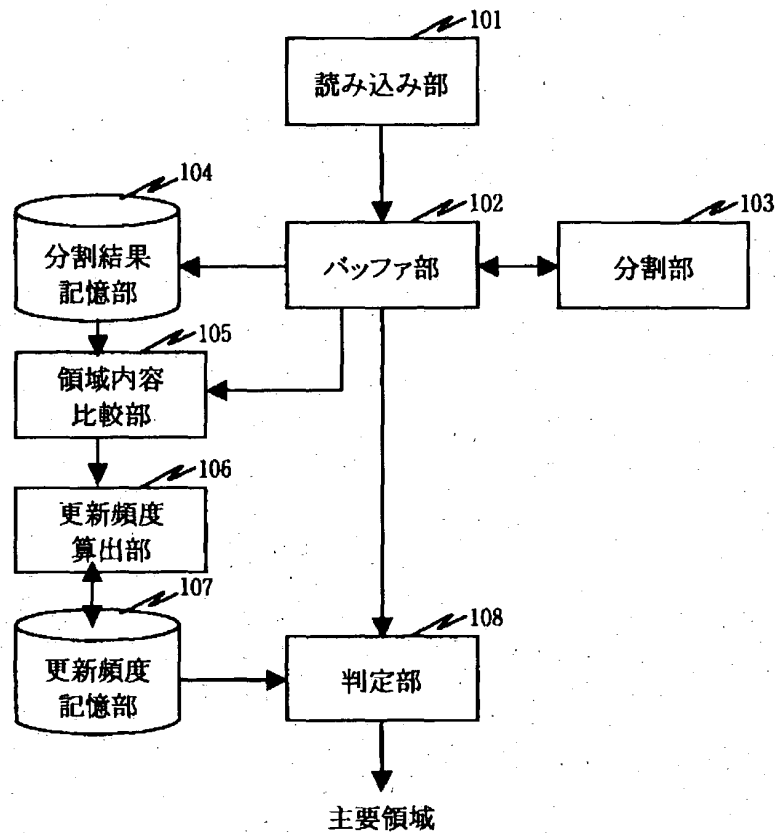 101
読み込み部
104
102
103
分割結果
記憶部
バッファ部
分割部
105
領域内容
比較部
106
更新頻度
算出部
107
108
更新頻度
記憶部
判定部
主要領域